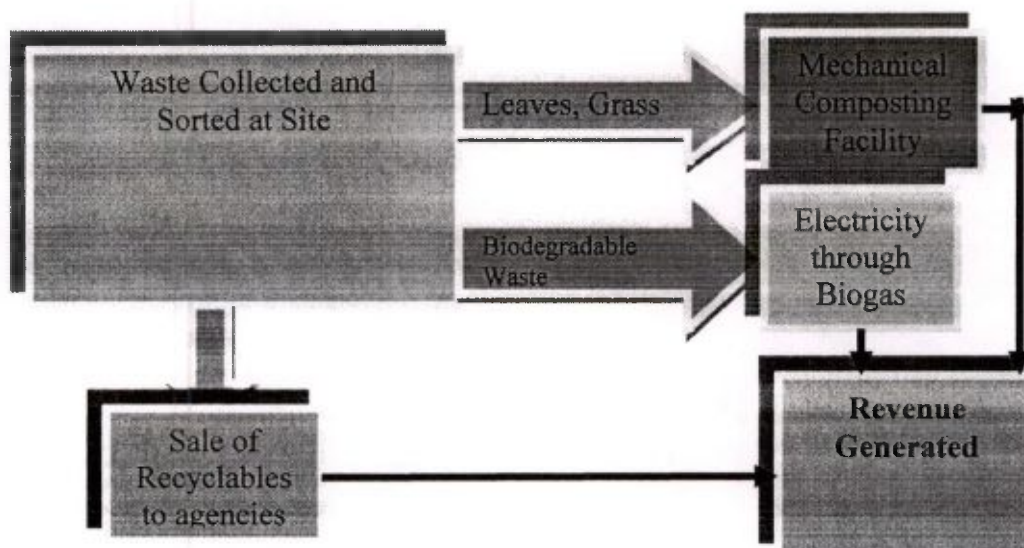 Waste Collected and
Sorted at Site
Leaves, Grass
Mechanical
Composting
Facility
Biodegradable
Waste
Electricity
through
Biogas
Sale of
Recyclables
to agencies
Revenue
Generated